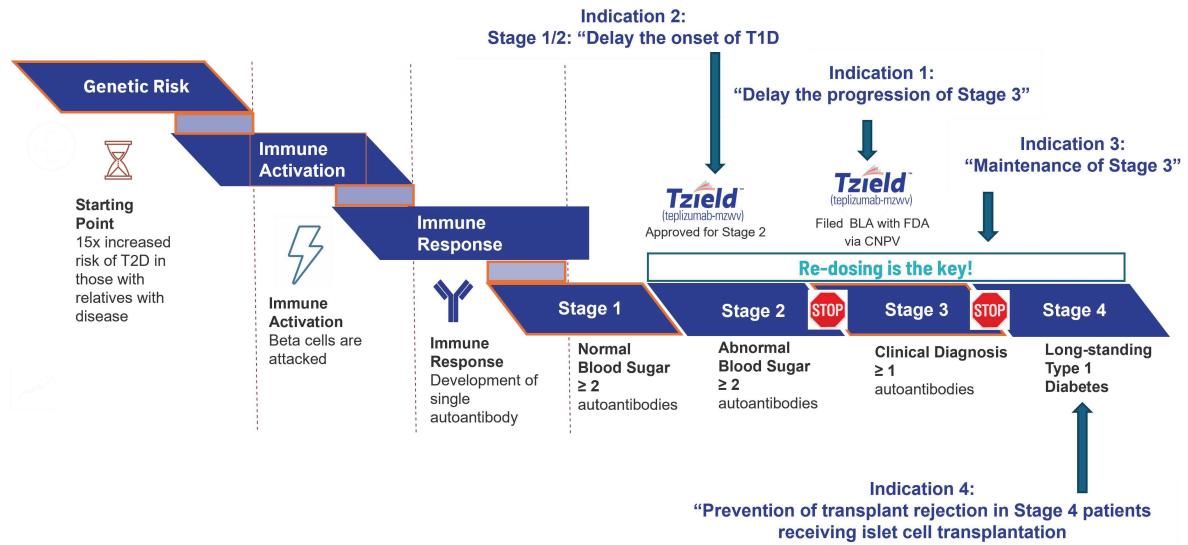 Indication 2:
Stage 1/2: “Delay the onset of T1D
Indication 1:
“Delay the progression of Stage 3”
Indication 3:
“Maintenance of Stage 3”
Genetic Risk
Immune
Activation
Immune
Response
Starting
Point
15x increased
risk of T2D in
those with
relatives with
disease
Immune
Activation
Beta cells are
attacked
Immune
Response
Development of
single
autoantibody
Tzield™
(teplizumab-mzwv)
Approved for Stage 2
Tzield™
(teplizumab-mzwv)
Filed BLA with FDA
via CNPV
Re-dosing is the key!
Stage 1
Stage 2
STOP
Stage 3
STOP
Stage 4
Normal
Blood Sugar
≥ 2
autoantibodies
Abnormal
Blood Sugar
≥ 2
autoantibodies
Clinical Diagnosis
≥ 1
autoantibodies
Long-standing
Type 1
Diabetes
Indication 4:
“Prevention of transplant rejection in Stage 4 patients
receiving islet cell transplantation